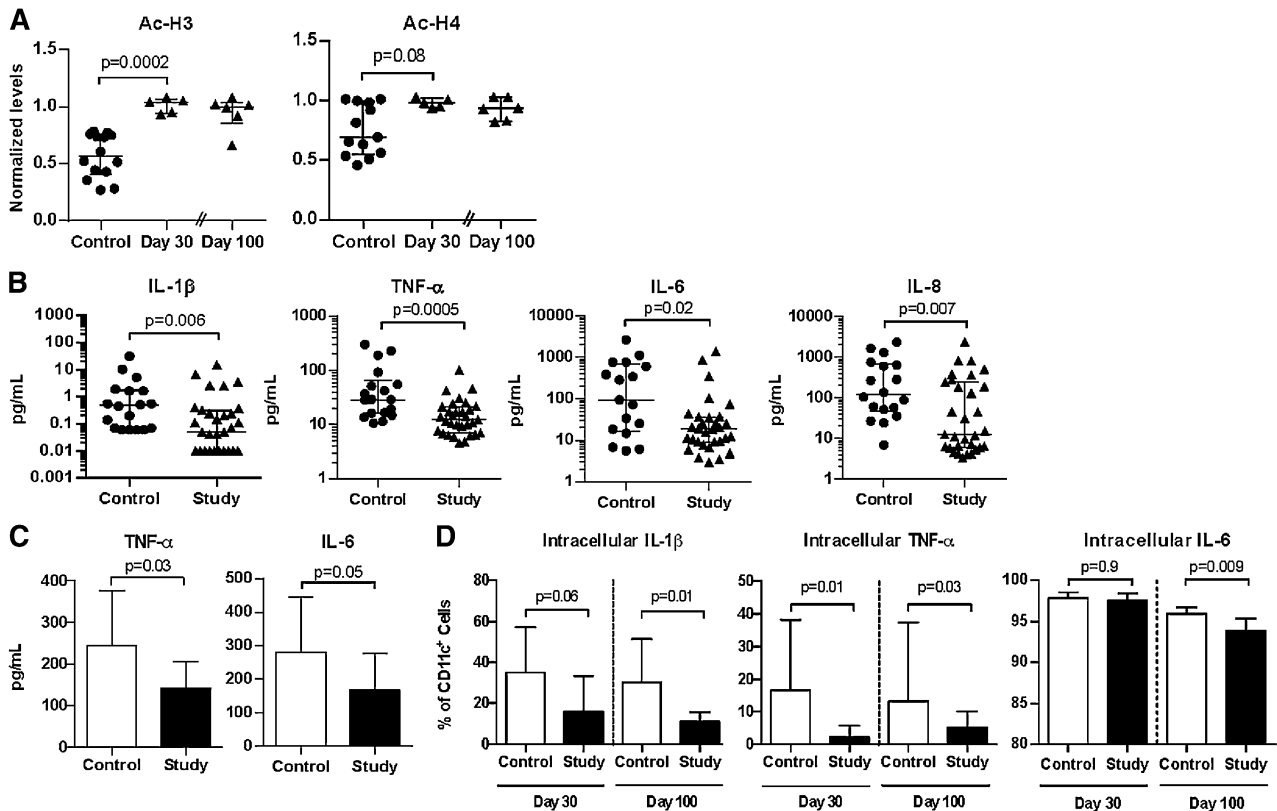 A
Ac-H3
Ac-H4
Normalized levels
1.5
1.0
0.5
0.0
p=0.0002
Control Day 30 Day 100
1.5
1.0
0.5
0.0
p=0.08
Control Day 30 Day 100
B
IL-1β
pg/mL
1000
100
10
1
0.1
0.01
0.001
p=0.006
Control Study
TNF-α
pg/mL
1000
100
10
1
p=0.0005
Control Study
IL-6
pg/mL
10000
1000
100
10
1
p=0.02
Control Study
IL-8
pg/mL
10000
1000
100
10
1
p=0.007
Control Study
C
TNF-α
pg/mL
400
300
200
100
0
p=0.03
Control Study
IL-6
500
400
300
200
100
0
p=0.05
Control Study
D
Intracellular IL-1β
% of CD11c⁺ Cells
80
60
40
20
0
p=0.06
p=0.01
Control Study Control Study
Day 30 Day 100
Intracellular TNF-α
50
40
30
20
10
0
p=0.01
p=0.03
Control Study Control Study
Day 30 Day 100
Intracellular IL-6
100
95
90
85
80
p=0.9
p=0.009
Control Study Control Study
Day 30 Day 100